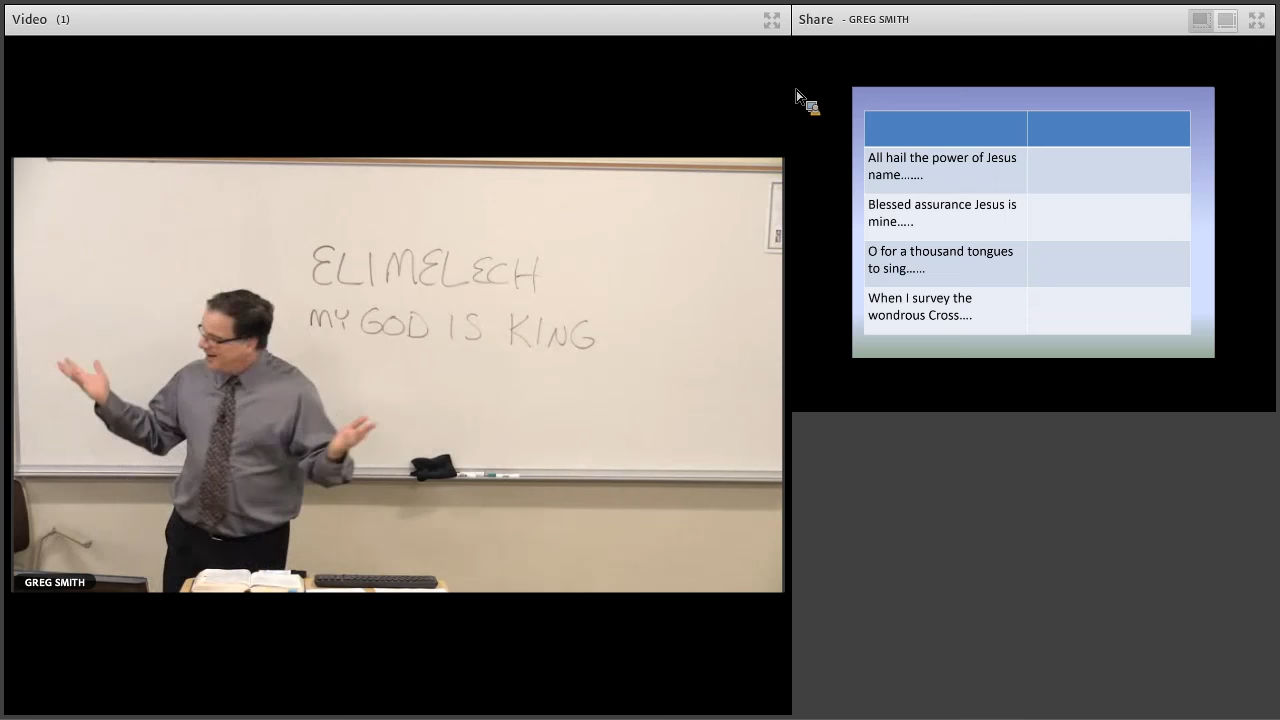 Video (1)
Share - GREG SMITH
ELIMELECH
MY GOD IS KING
GREG SMITH
All hail the power of Jesus
name.......
Blessed assurance Jesus is
mine.....
O for a thousand tongues
to sing......
When I survey the
wondrous Cross....